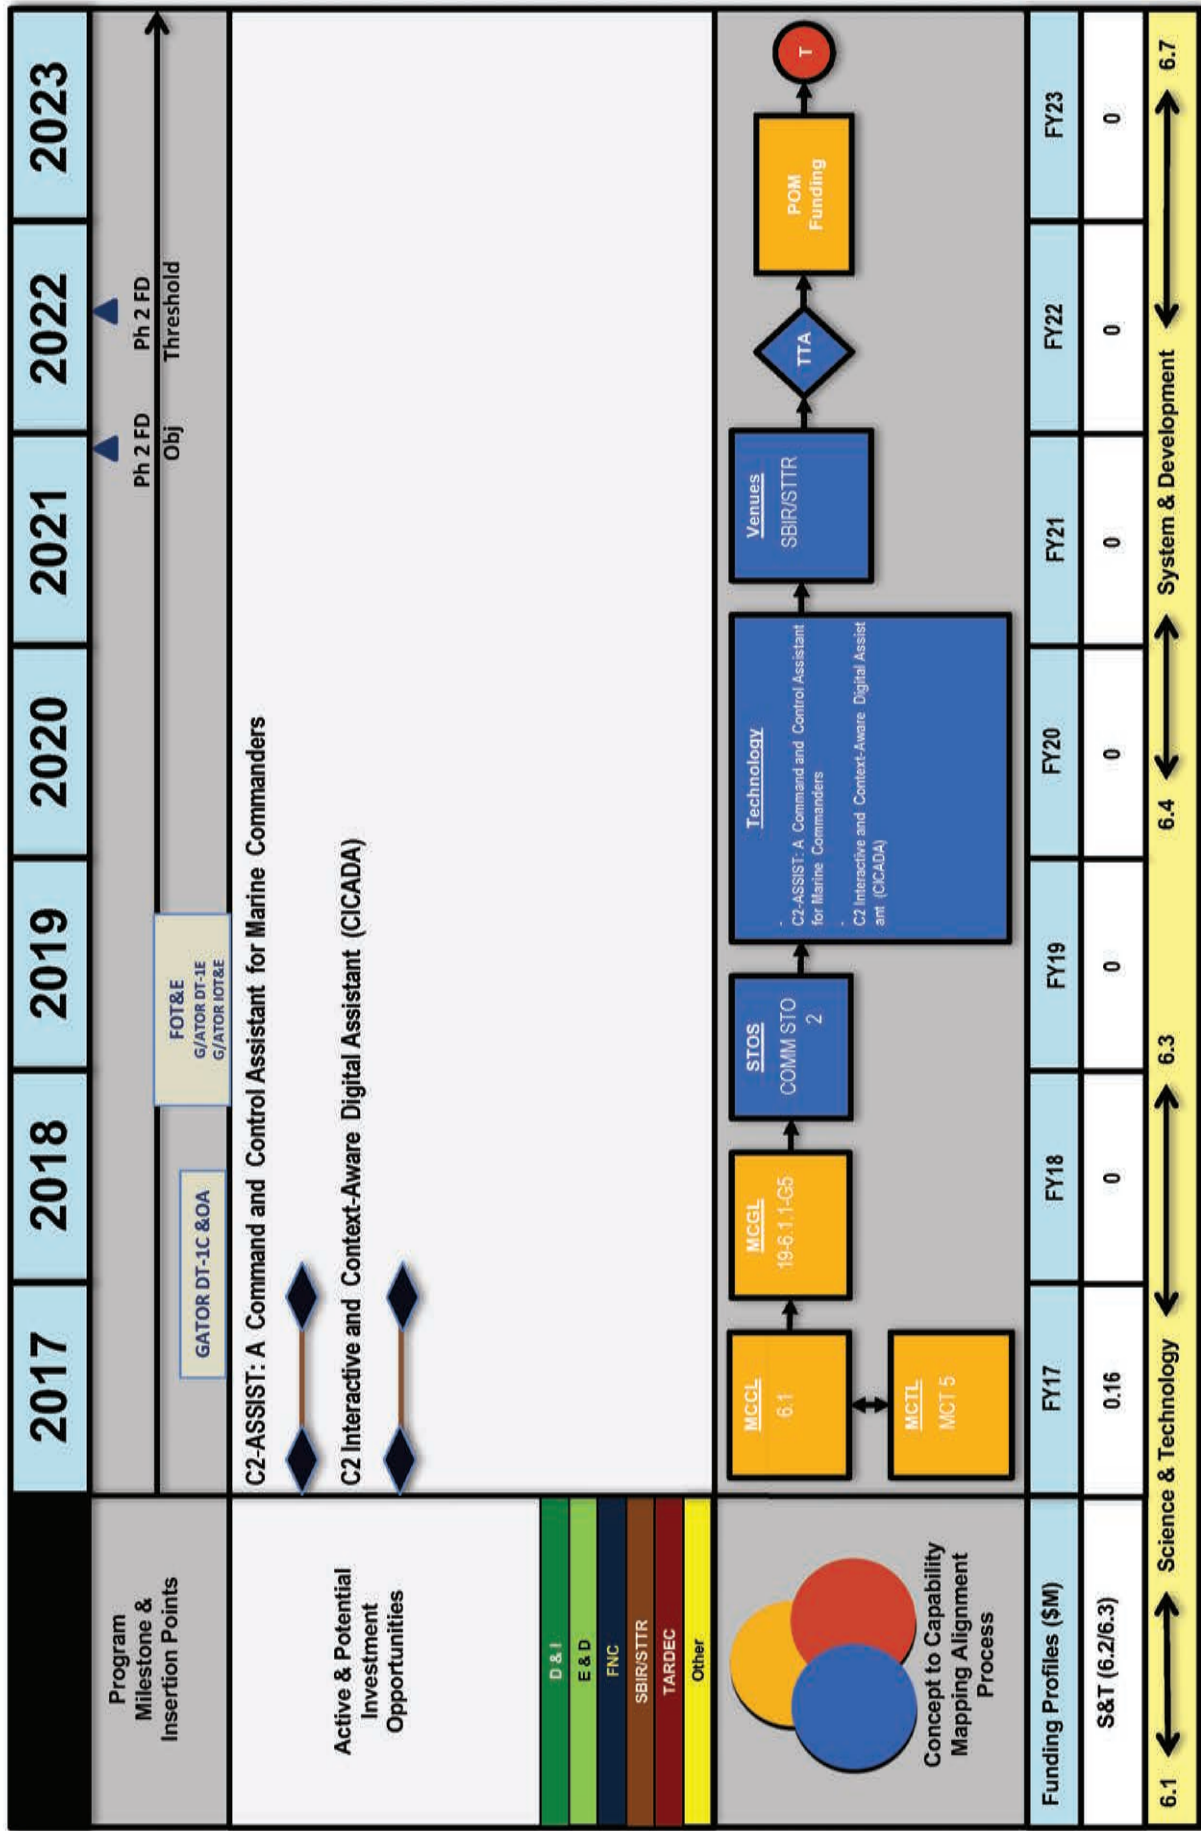 2017 2018 2019 2020 2021 2022 2023
Program
Milestone &
Insertion Points
GATOR DT-1C &OA
FOT&E
G/ATOR DT-1E
G/ATOR IOT&E
Ph 2 FD
Obj
Ph 2 FD
Threshold
Active & Potential
Investment
Opportunities
D & I
E & D
FNC
SBIR/STTR
TARDEC
Other
C2-ASSIST: A Command and Control Assistant for Marine Commanders
C2 Interactive and Context-Aware Digital Assistant (CICADA)
Concept to Capability
Mapping Alignment
Process
MCCL
6.1
MCTL
MCT 5
MCGL
19-6.1.1-G5
STOS
COMM STO
2
Technology
· C2-ASSIST: A Command and Control Assistant
for Marine Commanders
· C2 Interactive and Context-Aware Digital Assist
ant (CICADA)
Venues
SBIR/STTR
TTA
POM
Funding
T
Funding Profiles ($M) FY17 FY18 FY19 FY20 FY21 FY22 FY23
S&T (6.2/6.3) 0.16 0 0 0 0 0 0
6.1 Science & Technology 6.3 6.4 System & Development 6.7